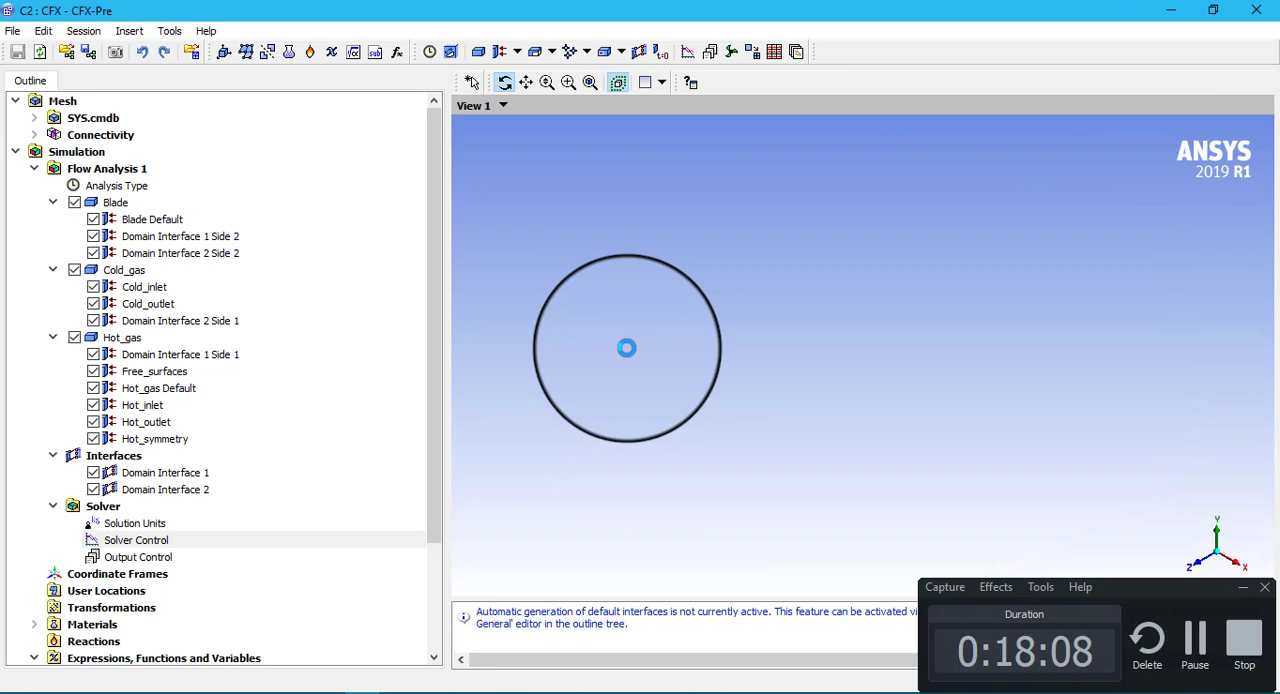 C2 : CFX - CFX-Pre
File Edit Session Insert Tools Help
Outline
Mesh
SYS.cmdb
Connectivity
Simulation
Flow Analysis 1
Analysis Type
Blade
Blade Default
Domain Interface 1 Side 2
Domain Interface 2 Side 2
Cold_gas
Cold_inlet
Cold_outlet
Domain Interface 2 Side 1
Hot_gas
Domain Interface 1 Side 1
Free_surfaces
Hot_gas Default
Hot_inlet
Hot_outlet
Hot_symmetry
Interfaces
Domain Interface 1
Domain Interface 2
Solver
Solution Units
Solver Control
Output Control
Coordinate Frames
User Locations
Transformations
Materials
Reactions
Expressions, Functions and Variables
View 1
ANSYS
2019 R1
Y
Z
X
Automatic generation of default interfaces is not currently active. This feature can be activated vi
General' editor in the outline tree.
Capture Effects Tools Help
Duration
0:18:08
Delete Pause Stop